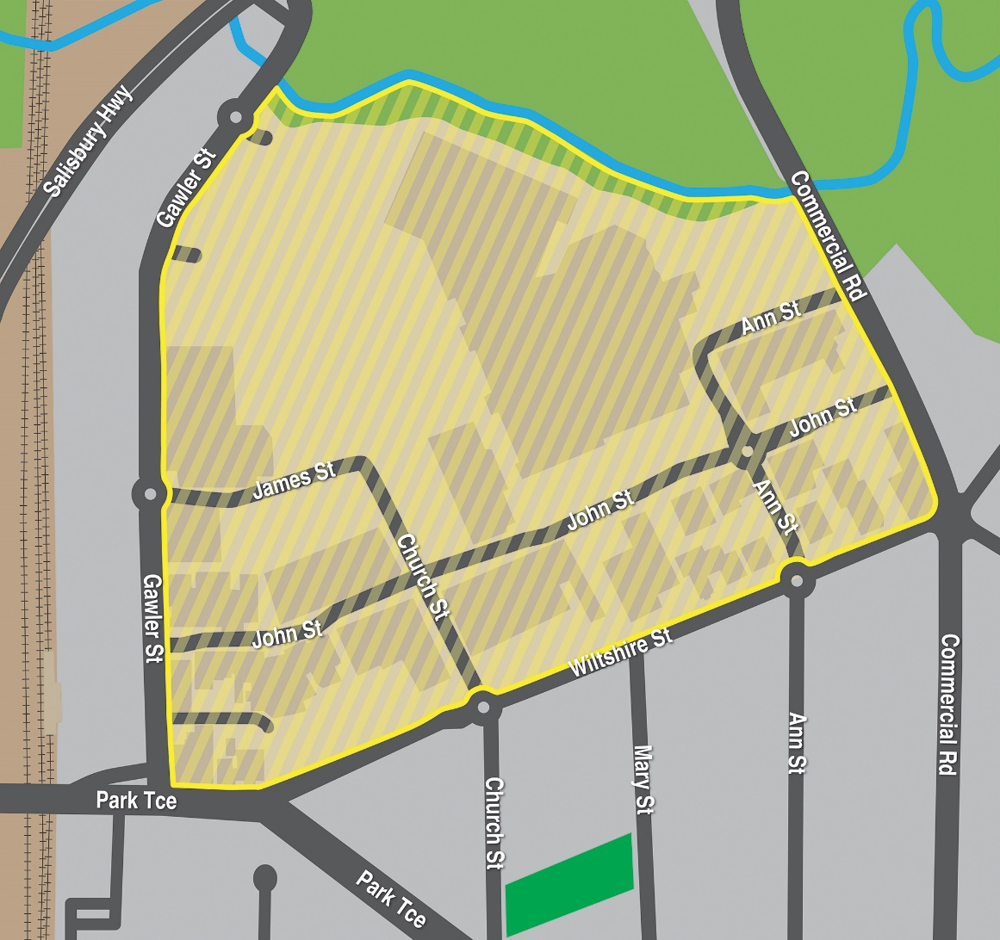 Salisbury Hwy
Gawler St
Commercial Rd
Ann St
John St
James St
John St
Ann St
Church St
Gawler St
John St
Wiltshire St
Commercial Rd
Ann St
Mary St
Park Tce
Church St
Park Tce